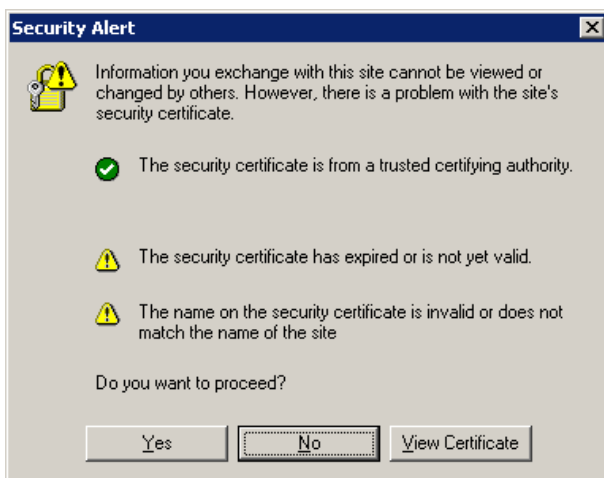 Security Alert
Information you exchange with this site cannot be viewed or
changed by others. However, there is a problem with the site's
security certificate.
The security certificate is from a trusted certifying authority.
The security certificate has expired or is not yet valid.
The name on the security certificate is invalid or does not
match the name of the site
Do you want to proceed?
Yes
No
View Certificate